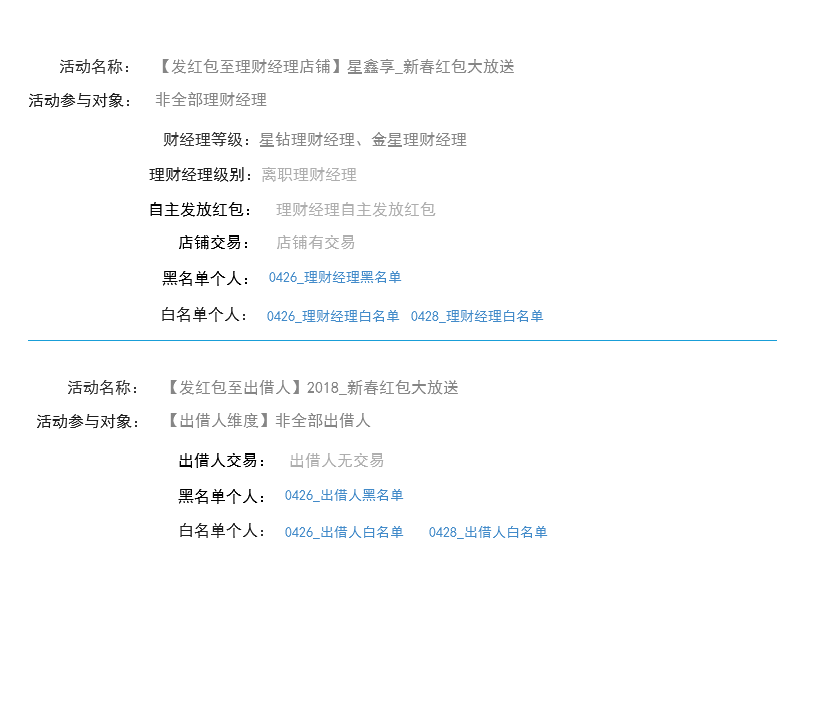 活动名称： 【发红包至理财经理店铺】星鑫享_新春红包大放送
活动参与对象： 非全部理财经理
财经理等级：星钻理财经理、金星理财经理
理财经理级别：离职理财经理
自主发放红包： 理财经理自主发放红包
店铺交易： 店铺有交易
黑名单个人： 0426_理财经理黑名单
白名单个人： 0426_理财经理白名单 0428_理财经理白名单
活动名称： 【发红包至出借人】2018_新春红包大放送
活动参与对象： 【出借人维度】非全部出借人
出借人交易： 出借人无交易
黑名单个人： 0426_出借人黑名单
白名单个人： 0426_出借人白名单 0428_出借人白名单